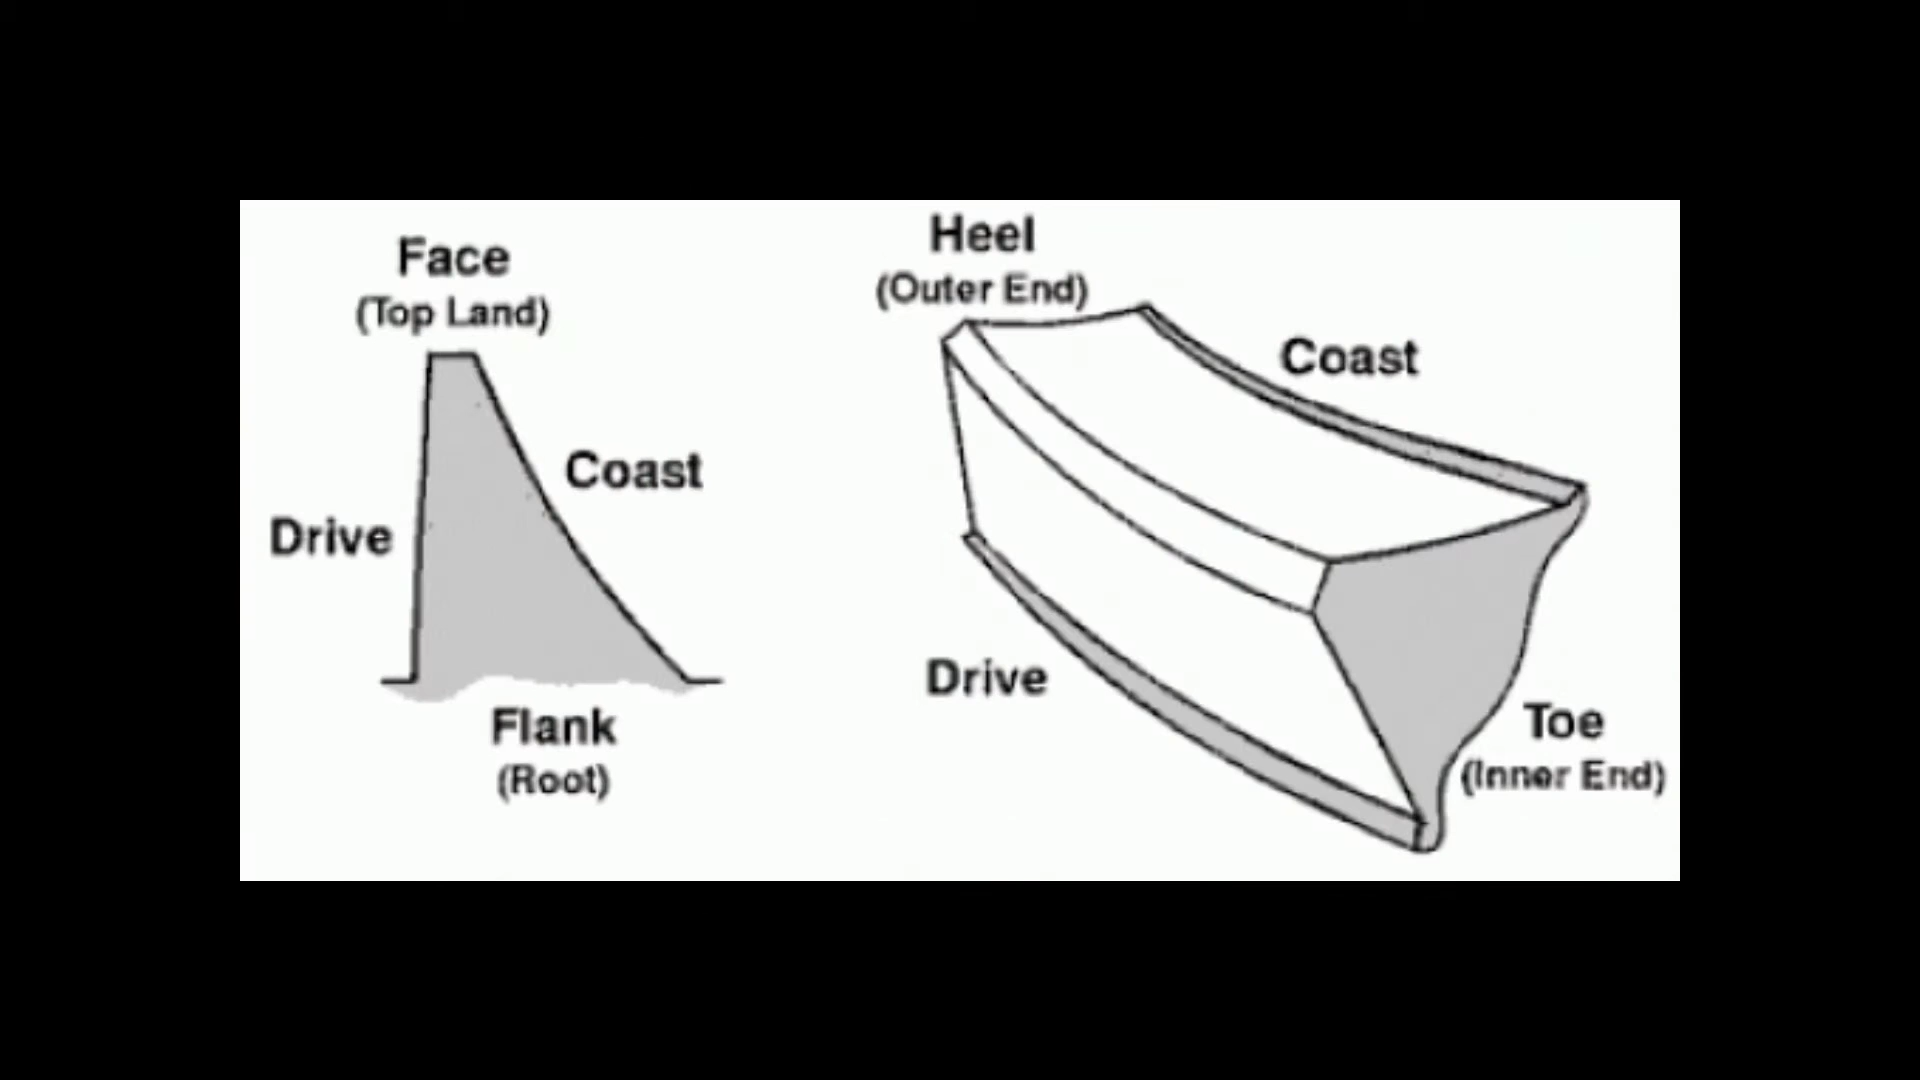 Face
(Top Land)
Drive
Coast
Flank
(Root)
Heel
(Outer End)
Coast
Drive
Toe
(Inner End)